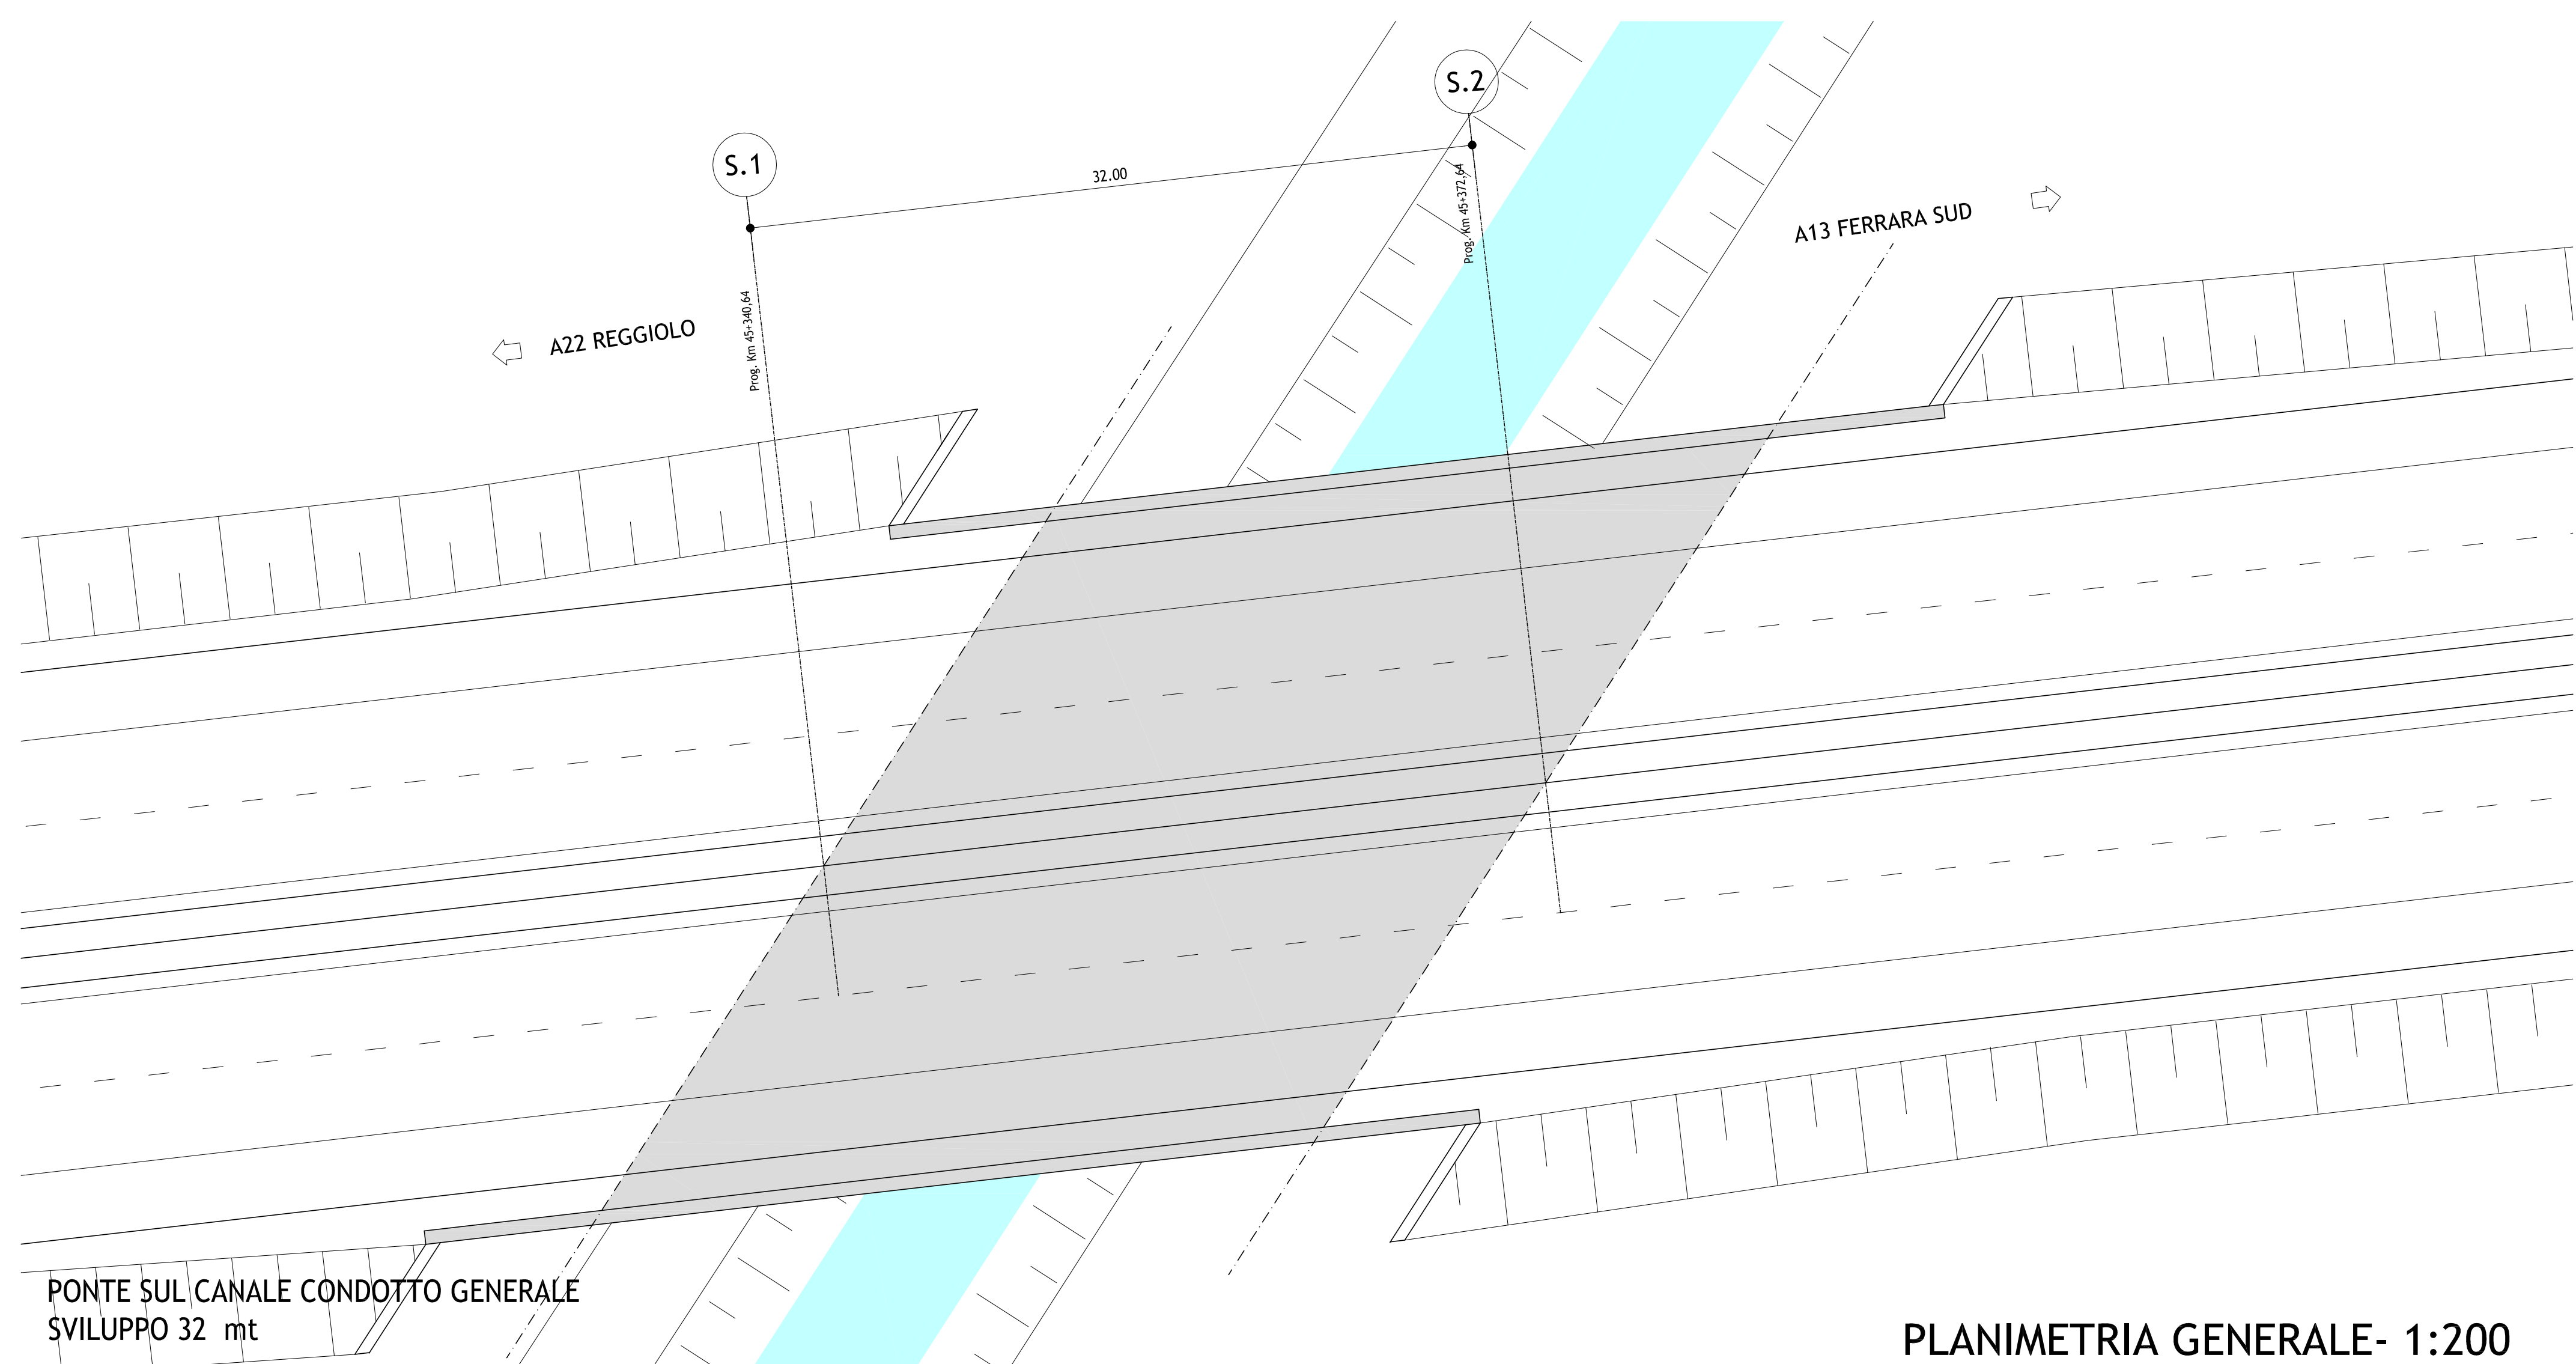 S.2
S.1
32.00
Prog. Km 45+372,64
A13 FERRARA SUD
Prog. Km 45+340,64
A22 REGGIOLO
PONTE SUL CANALE CONDOTTO GENERALE
SVILUPPO 32 mt
PLANIMETRIA GENERALE- 1:200